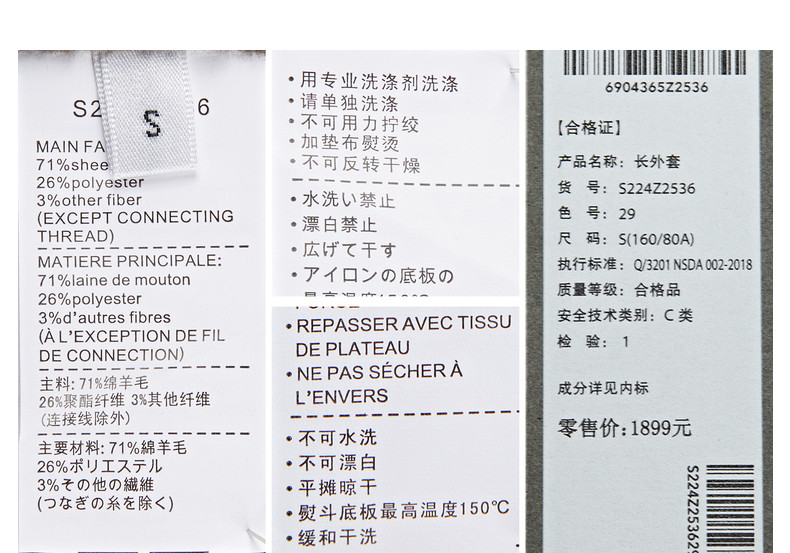 S2 6
S
MAIN FA
71%shee
26%polyester
3%other fiber
(EXCEPT CONNECTING
THREAD)
MATIERE PRINCIPALE:
71%laine de mouton
26%polyester
3%d'autres fibres
(À L'EXCEPTION DE FIL
DE CONNECTION)
主料: 71%绵羊毛
26%聚酯纤维 3%其他纤维
(连接线除外)
主要材料: 71%綿羊毛
26%ポリエステル
3%その他の繊維
(つなぎの糸を除く)
•用专业洗涤剂洗涤
•请单独洗涤
•不可用力拧绞
•加垫布熨烫
•不可反转干燥
•水洗い禁止
•漂白禁止
•広げて干す
•アイロンの底板の
•REPASSER AVEC TISSU
DE PLATEAU
•NE PAS SÉCHER À
L'ENVERS
•不可水洗
•不可漂白
•平摊晾干
•熨斗底板最高温度150℃
•缓和干洗
6904365Z2536
【合格证】
产品名称: 长外套
货 号: S224Z2536
色 号: 29
尺 码: S(160/80A)
执行标准: Q/3201 NSDA 002-2018
质量等级: 合格品
安全技术类别: C 类
检 验: 1
成分详见内标
零售价:1899元
S224Z253629